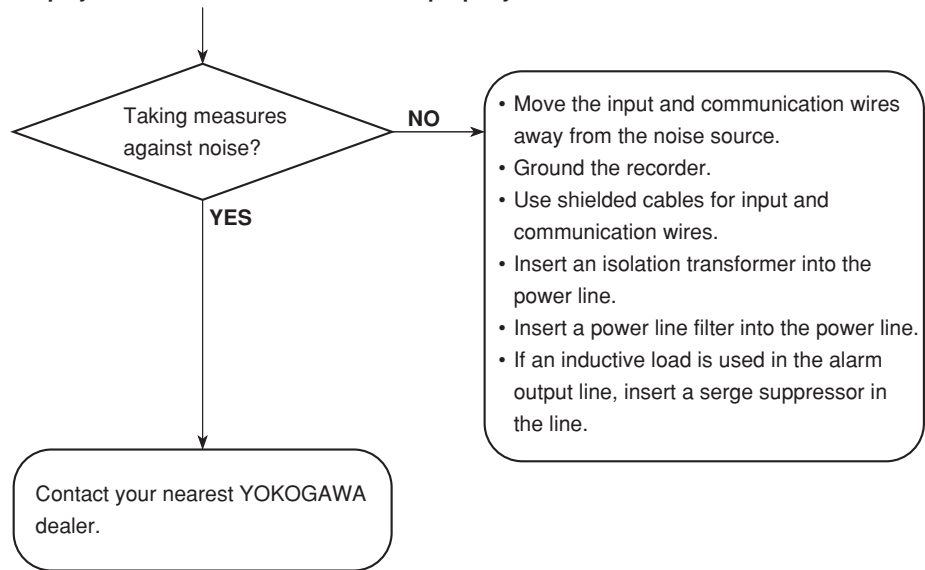 Taking measures
against noise?
NO
YES
• Move the input and communication wires
away from the noise source.
• Ground the recorder.
• Use shielded cables for input and
communication wires.
• Insert an isolation transformer into the
power line.
• Insert a power line filter into the power line.
• If an inductive load is used in the alarm
output line, insert a serge suppressor in
the line.
Contact your nearest YOKOGAWA
dealer.